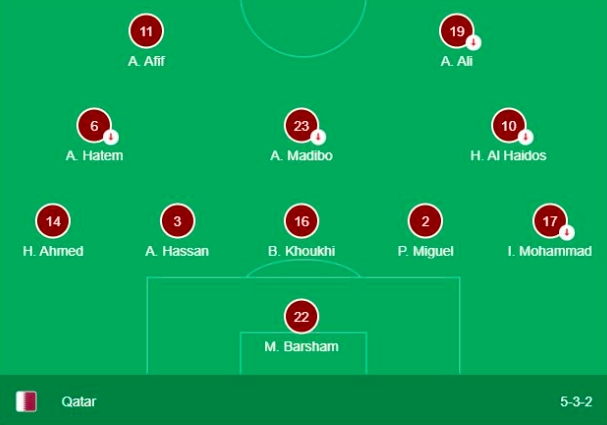 11 19
A. Afif A. Ali
6 23 10
A. Hatem A. Madibo H. Al Haidos
14 3 16 2 17
H. Ahmed A. Hassan B. Khoukhi P. Miguel I. Mohammad
22
M. Barsham
Qatar 5-3-2